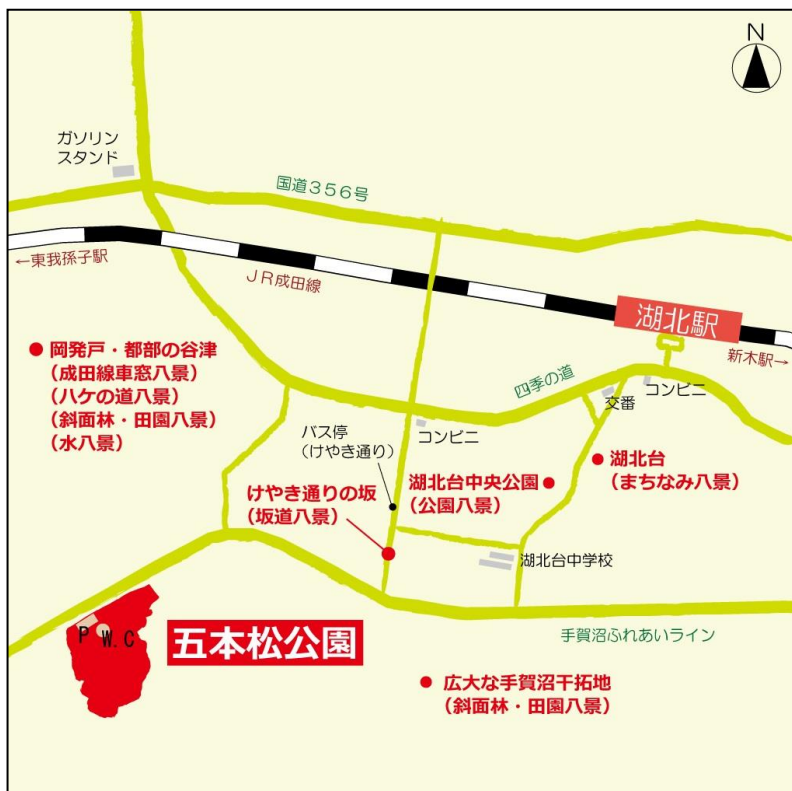 N
ガソリン
スタンド
国道356号
←東我孫子駅
JR成田線
湖北駅
新木駅→
岡発戸・都部の谷津
(成田線車窓八景)
(ハケの道八景)
(斜面林・田園八景)
(水八景)
四季の道
交番
コンビニ
バス停
(けやき通り)
コンビニ
湖北台
(まちなみ八景)
湖北台中央公園
(公園八景)
けやき通りの坂
(坂道八景)
湖北台中学校
P W.C
五本松公園
手賀沼ふれあいライン
広大な手賀沼干拓地
(斜面林・田園八景)